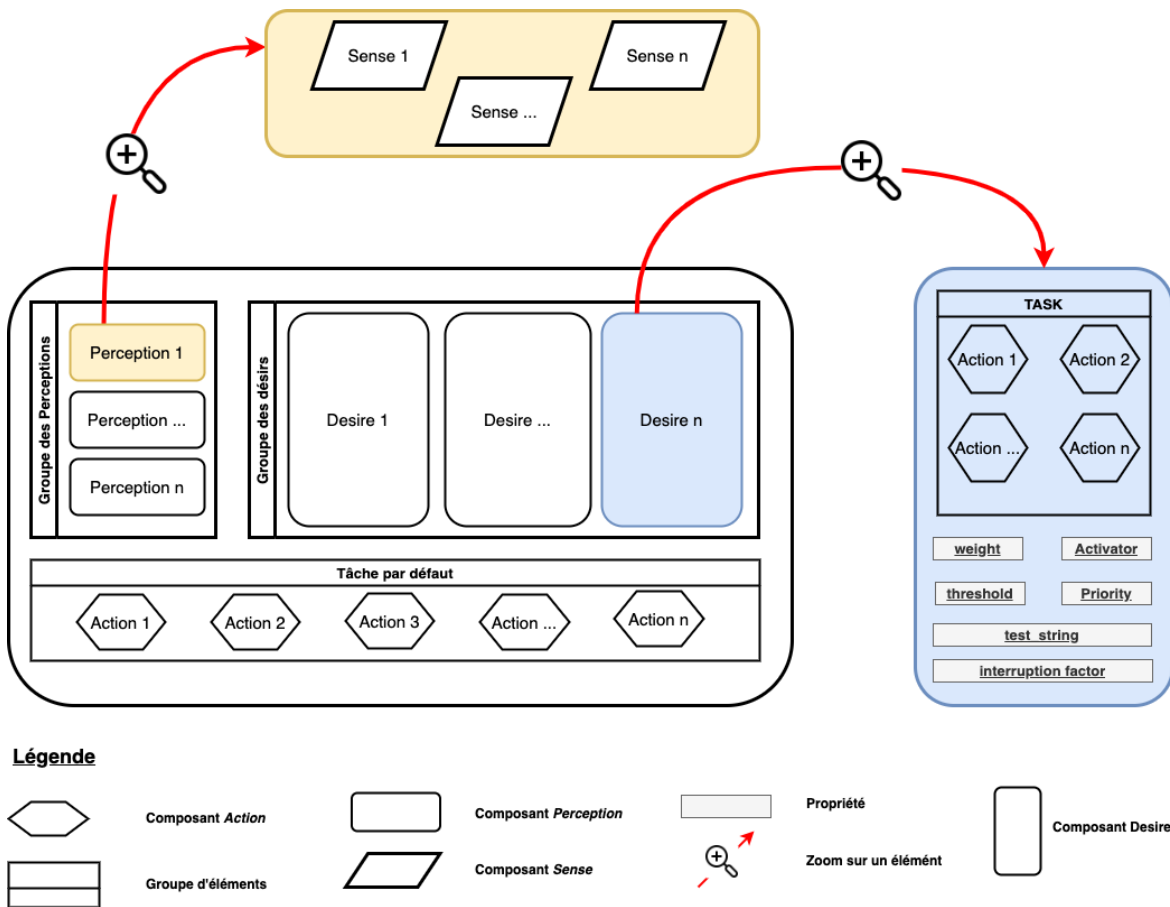 Sense 1
Sense n
Sense ...
Groupe des Perceptions
Perception 1
Perception ...
Perception n
Groupe des désirs
Desire 1
Desire ...
Desire n
Tâche par défaut
Action 1
Action 2
Action 3
Action ...
Action n
TASK
Action 1
Action 2
Action ...
Action n
weight
Activator
threshold
Priority
test_string
interruption factor
Légende
Composant Action
Composant Perception
Propriété
Composant Desire
Groupe d'éléments
Composant Sense
Zoom sur un élémént